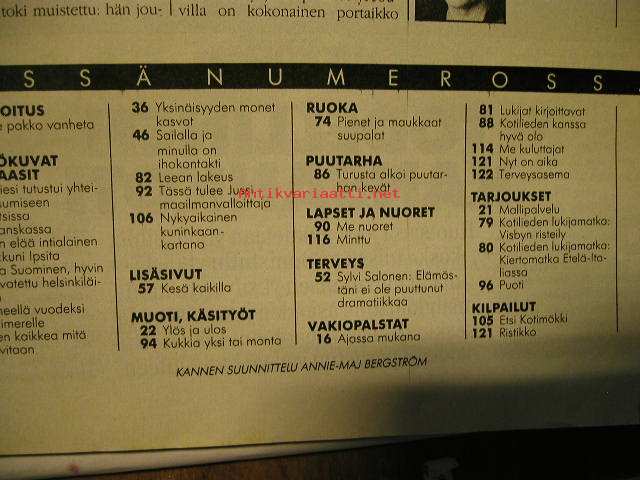 toki muistettu: hän jou-
villa on kokonainen portaikko
SSÄ NUMEROSS
OITUS
pakko vanheta
ÖKUVAT
AASIT
iesi tutustui yhtei-
sumiseen
tsissa
anskassa
n elää intialainen
kkuni Ipsita
a Suominen, hyvin
vatettu helsinkiläi-
n
neellä vuodeksi
imerelle
en kaikkea mitä
vitaan
36 Yksinäisyyden monet
kasvot
46 Sailalla ja
minulla on
ihokontakti
82 Leean lakeus
92 Tässä tulee Jussi,
maailmanvalloittaja
106 Nykyaikainen
kuninkaan-
kartano
LISÄSIVUT
57 Kesä kaikilla
MUOTI, KÄSITYÖT
22 Ylös ja ulos
94 Kukkia yksi tai monta
RUOKA
74 Pienet ja maukkaat
suupalat
PUUTARHA
86 Turusta alkoi puutar-
han kevät
LAPSET JA NUORET
90 Me nuoret
116 Minttu
TERVEYS
52 Sylvi Salonen: Elämäs-
täni ei ole puuttunut
dramatiikkaa
VAKIOPALSTAT
16 Ajassa mukana
81 Lukijat kirjoittavat
88 Kotilieden kanssa
hyvä olo
114 Me kuluttajat
121 Nyt on aika
122 Terveysasema
TARJOUKSET
21 Mallipalvelu
79 Kotilieden lukijamatka:
Visbyn risteily
80 Kotilieden lukijamatka:
Kiertomatka Etelä-Ita-
liassa
96 Puoti
KILPAILUT
105 Etsi Kotimökki
121 Ristikko
KANNEN SUUNNITTELU ANNIE-MAJ BERGSTRÖM
Antikvariaatti.net